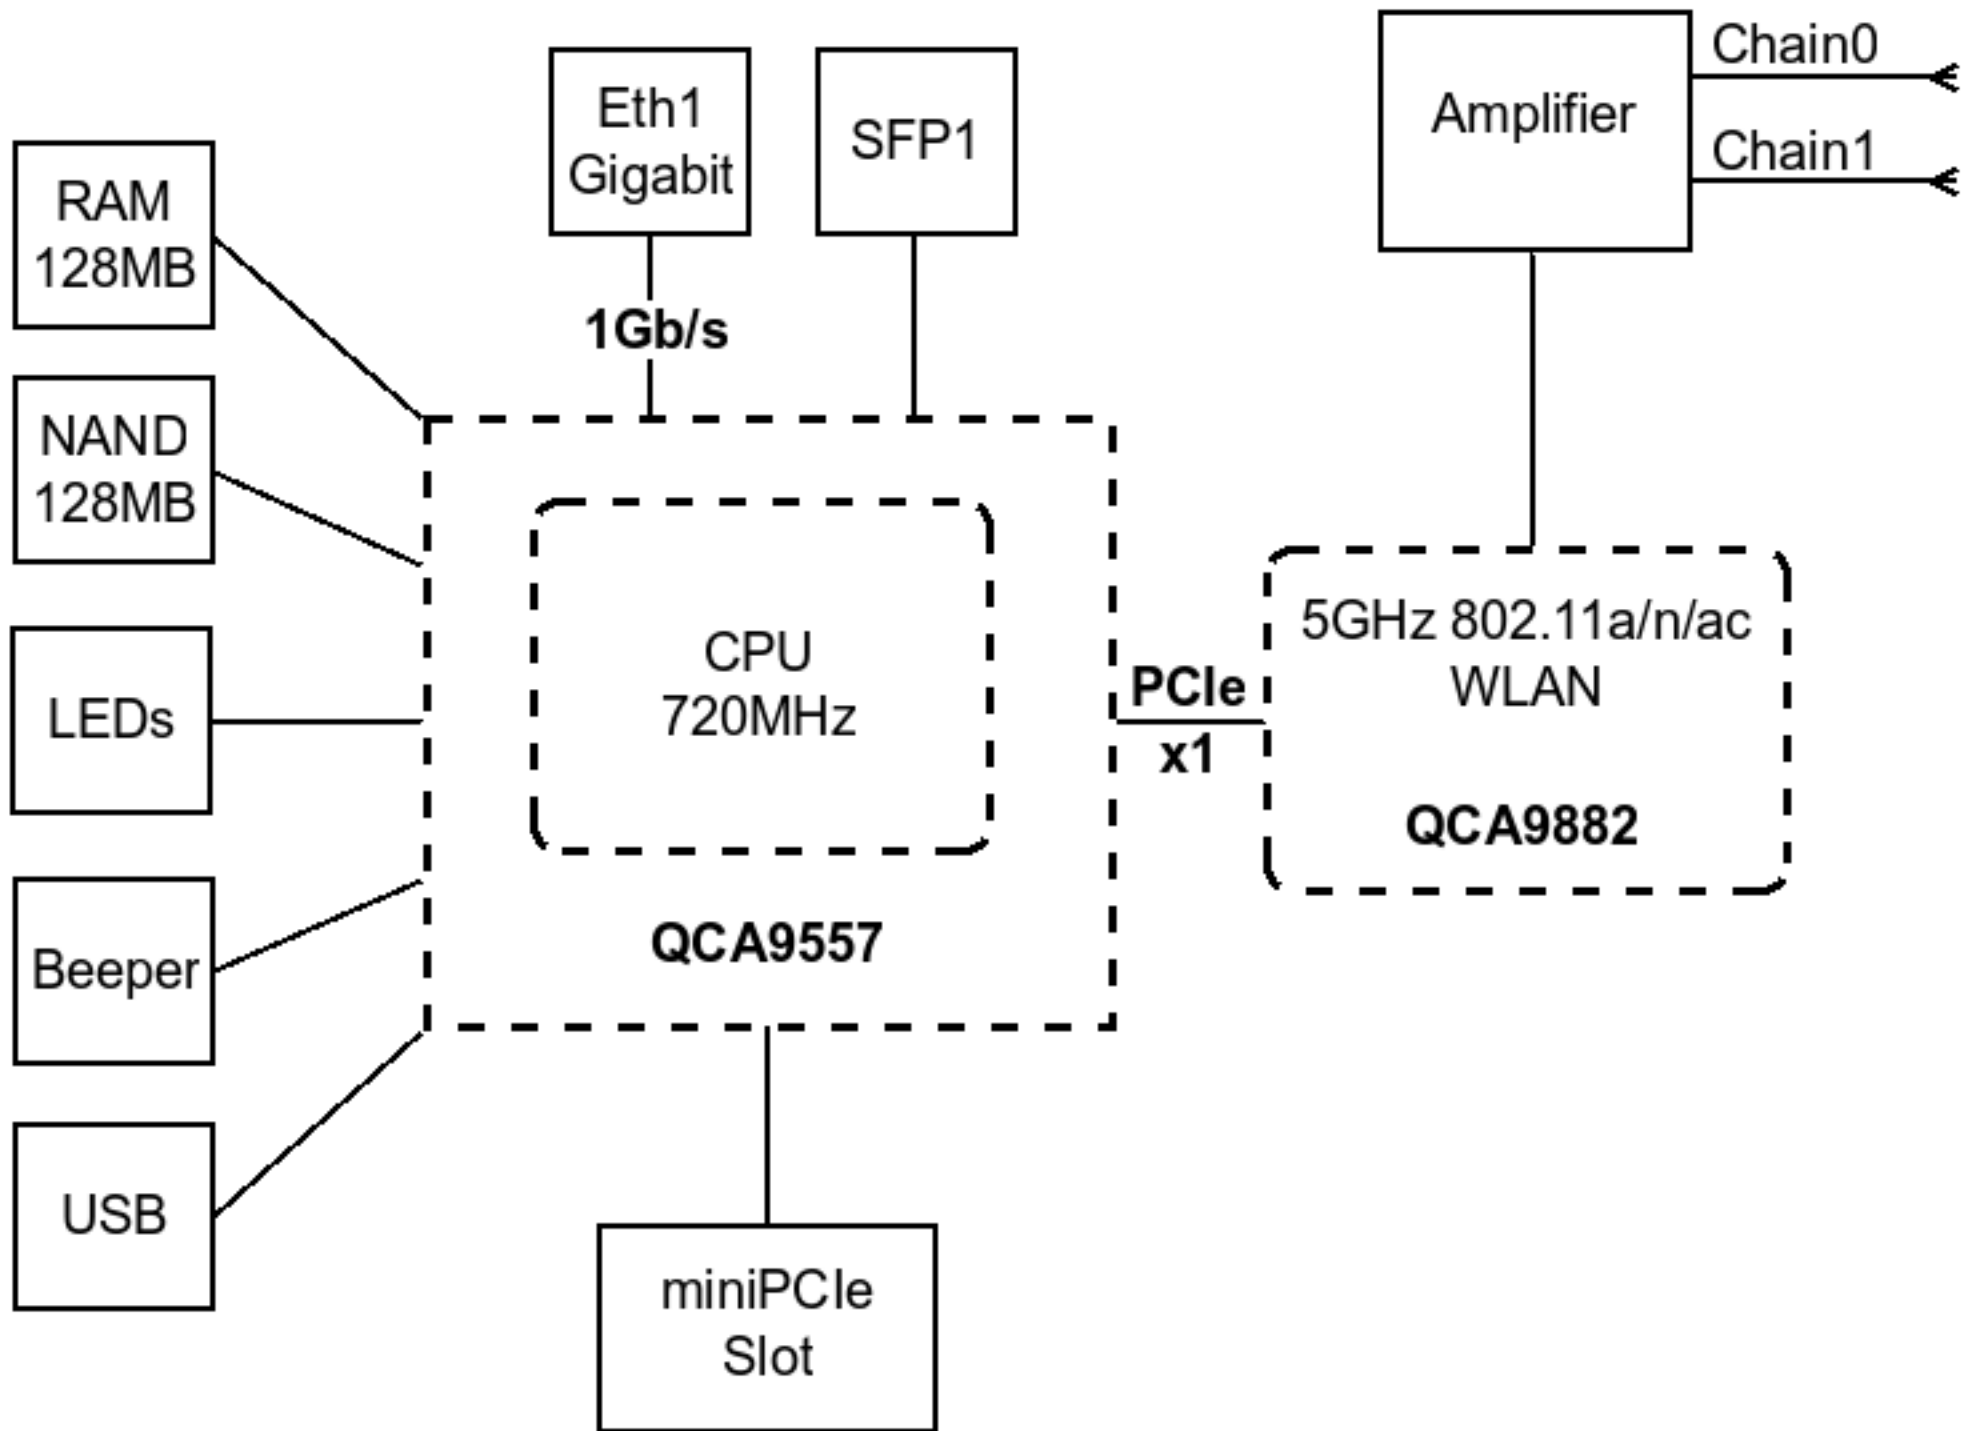 Eth1
Gigabit
SFP1
Amplifier
Chain0
Chain1
RAM
128MB
1Gb/s
NAND
128MB
LEDs
CPU
720MHz
QCA9557
PCIe
x1
5GHz 802.11a/n/ac
WLAN
QCA9882
Beeper
USB
miniPCIe
Slot